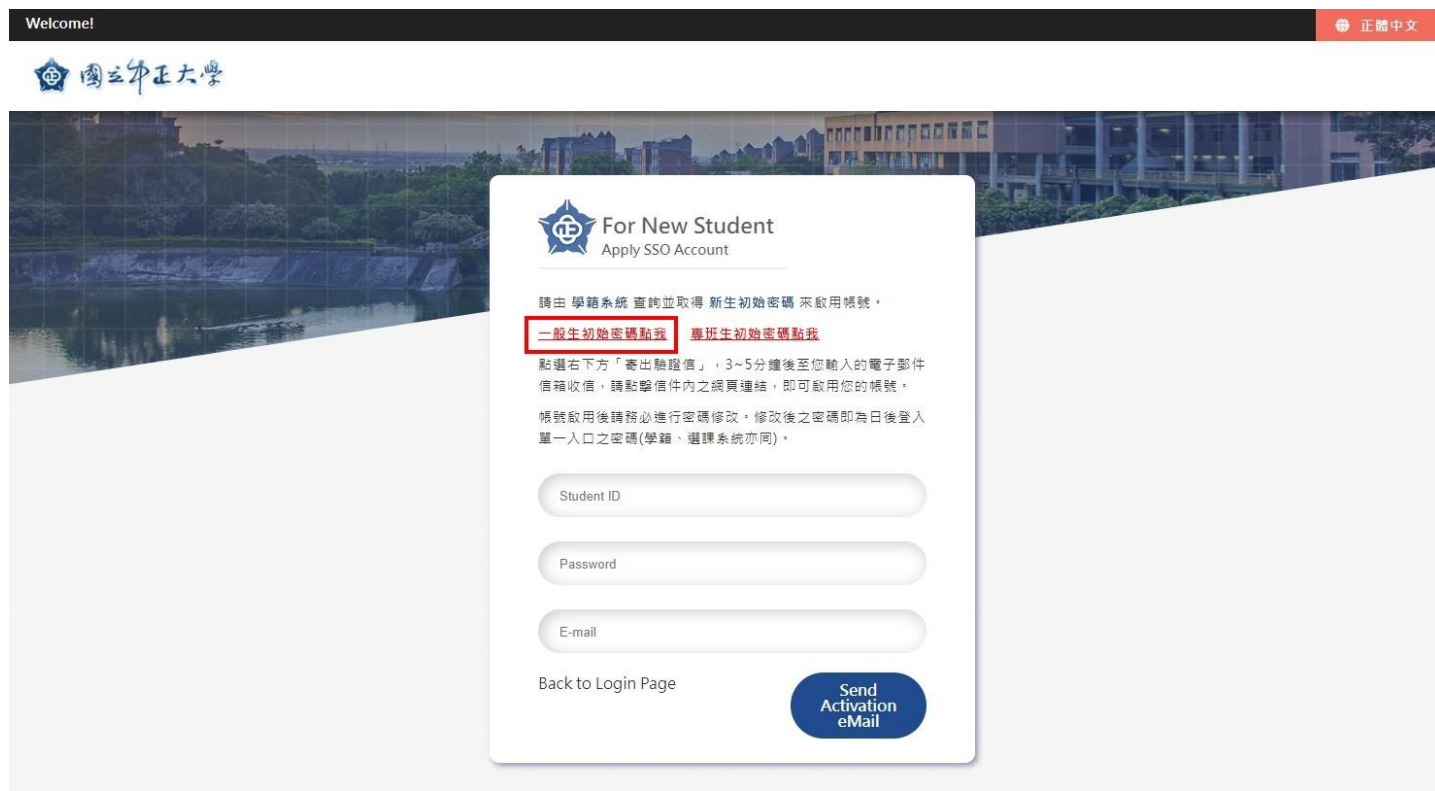 Welcome!
正體中文
國立中正大學
For New Student
Apply SSO Account
請由 學籍系統 查詢並取得 新生初始密碼 來啟用帳號。
一般生初始密碼點我 專班生初始密碼點我
點選右下方「寄出驗證信」，3~5分鐘後至您輸入的電子郵件
信箱收信，請點擊信件內之網頁連結，即可啟用您的帳號。
帳號啟用後請務必進行密碼修改。修改後之密碼即為日後登入
單一入口之密碼(學籍、選課系統亦同)。
Student ID
Password
E-mail
Back to Login Page
Send
Activation
eMail